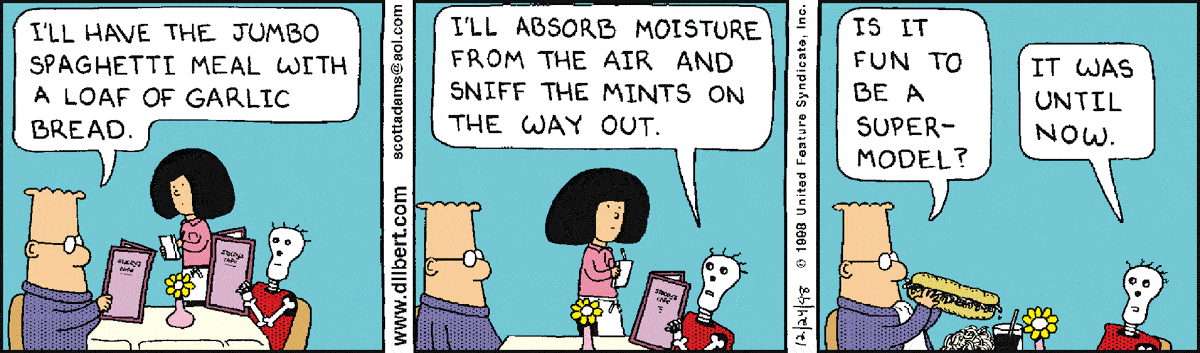 I'LL HAVE THE JUMBO
SPAGHETTI MEAL WITH
A LOAF OF GARLIC
BREAD.
www.dilbert.com scottadams@aol.com
I'LL ABSORB MOISTURE
FROM THE AIR AND
SNIFF THE MINTS ON
THE WAY OUT.
12/24/98 © 1998 United Feature Syndicate, Inc.
IS IT
FUN TO
BE A
SUPER-
MODEL?
IT WAS
UNTIL
NOW.